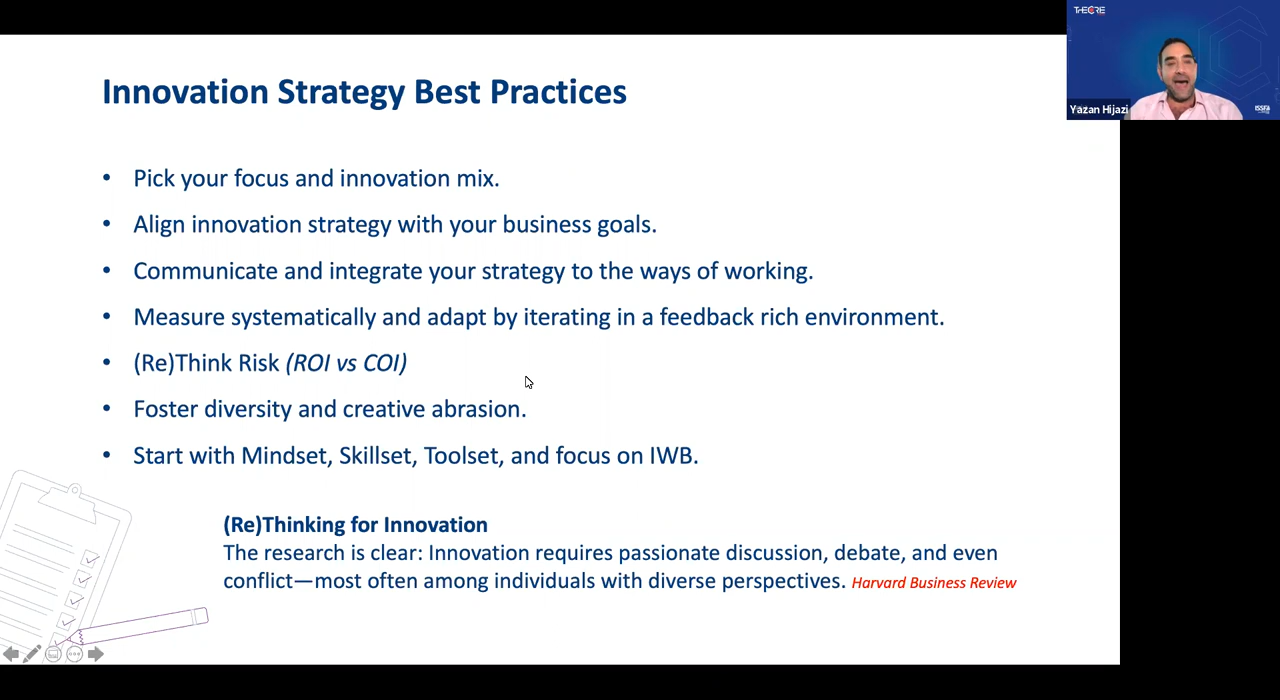 THECORE
Yazan Hijazi
ISSFA
Innovation Strategy Best Practices
• Pick your focus and innovation mix.
• Align innovation strategy with your business goals.
• Communicate and integrate your strategy to the ways of working.
• Measure systematically and adapt by iterating in a feedback rich environment.
• (Re)Think Risk (ROI vs COI)
• Foster diversity and creative abrasion.
• Start with Mindset, Skillset, Toolset, and focus on IWB.
(Re)Thinking for Innovation
The research is clear: Innovation requires passionate discussion, debate, and even
conflict—most often among individuals with diverse perspectives. Harvard Business Review